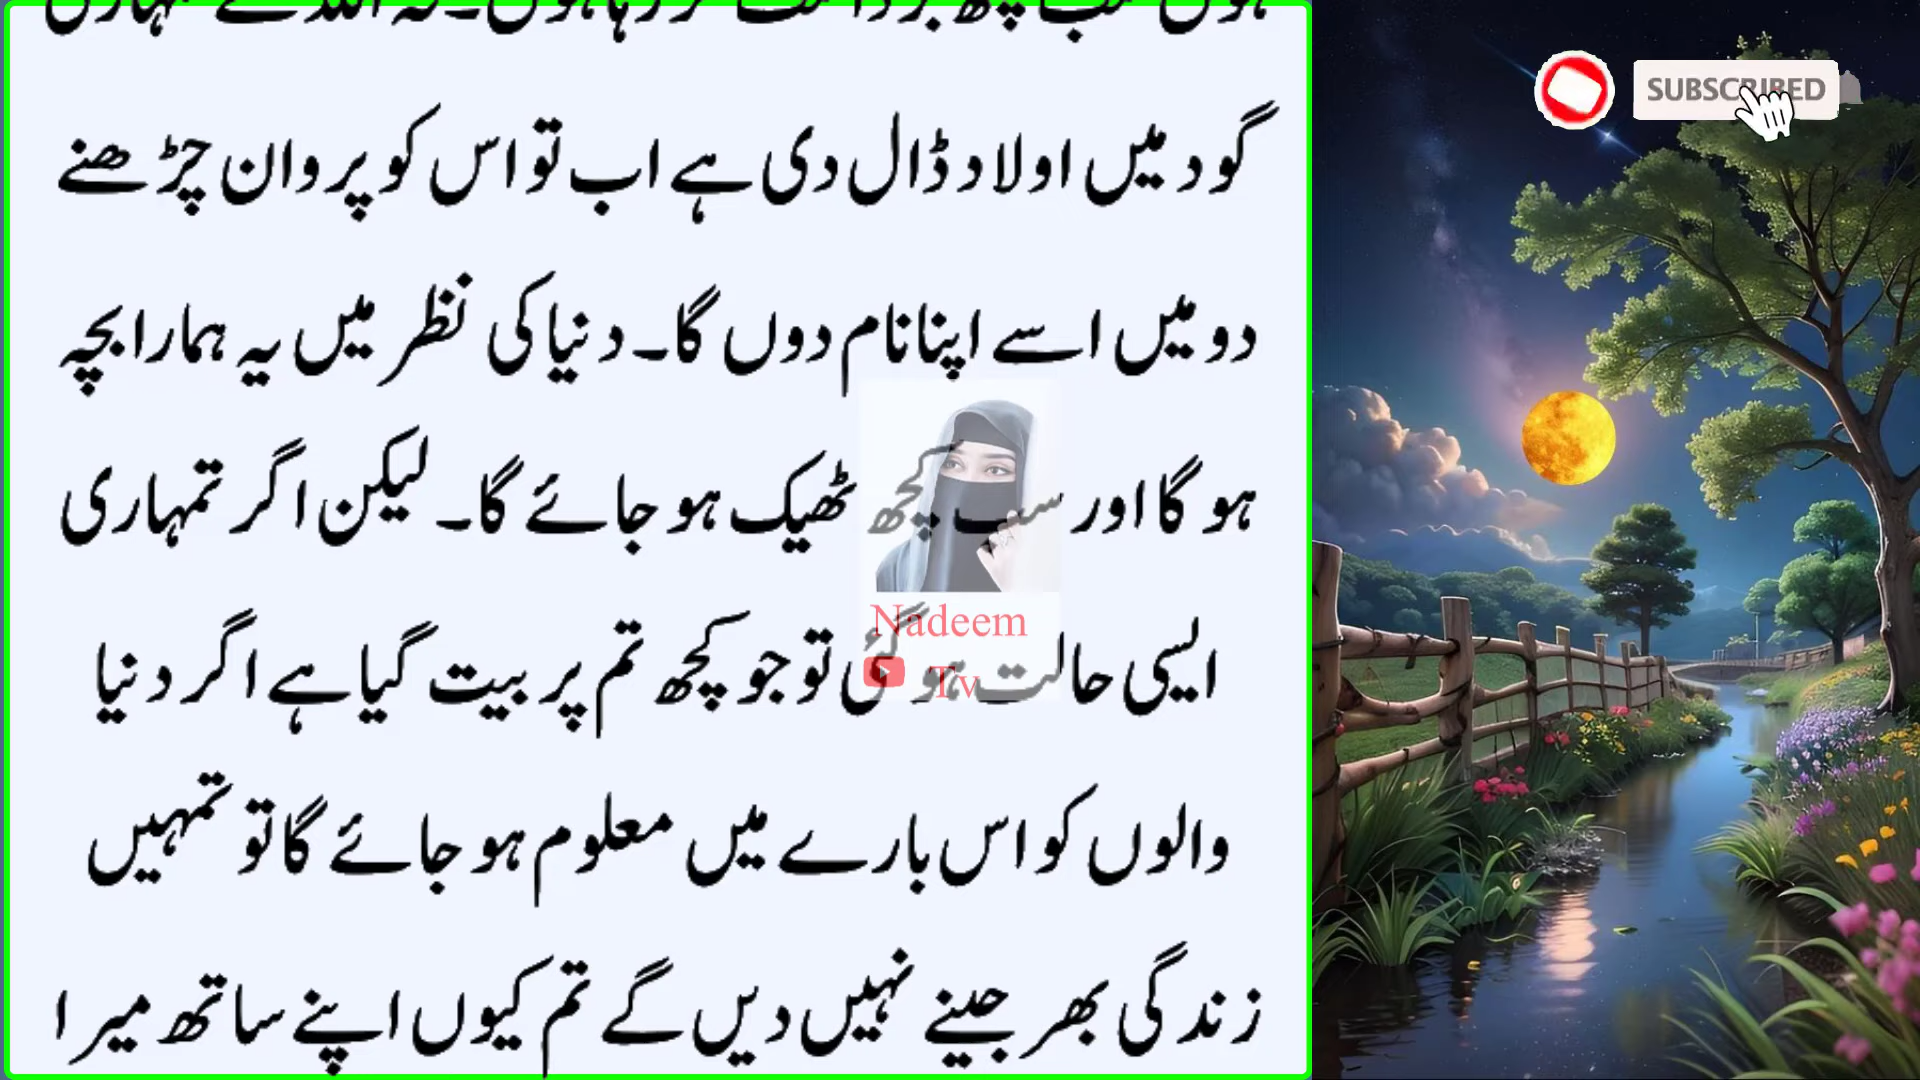 گود میں اولاد ڈال دی ہے اب تو اس کو پروان چڑھنے
دو میں اسے اپنا نام دوں گا۔ دنیا کی نظر میں یہ ہمارا بچہ
ہو گا اور سب کچھ ٹھیک ہو جائے گا۔ لیکن اگر تمہاری
ایسی حالت ہو گئی تو جو کچھ تم پر بیت گیا ہے اگر دنیا
والوں کو اس بارے میں معلوم ہو جائے گا تو تمہیں
زندگی بھر جینے نہیں دیں گے تم کیوں اپنے ساتھ میرا
Nadeem
Tv
SUBSCRIBED